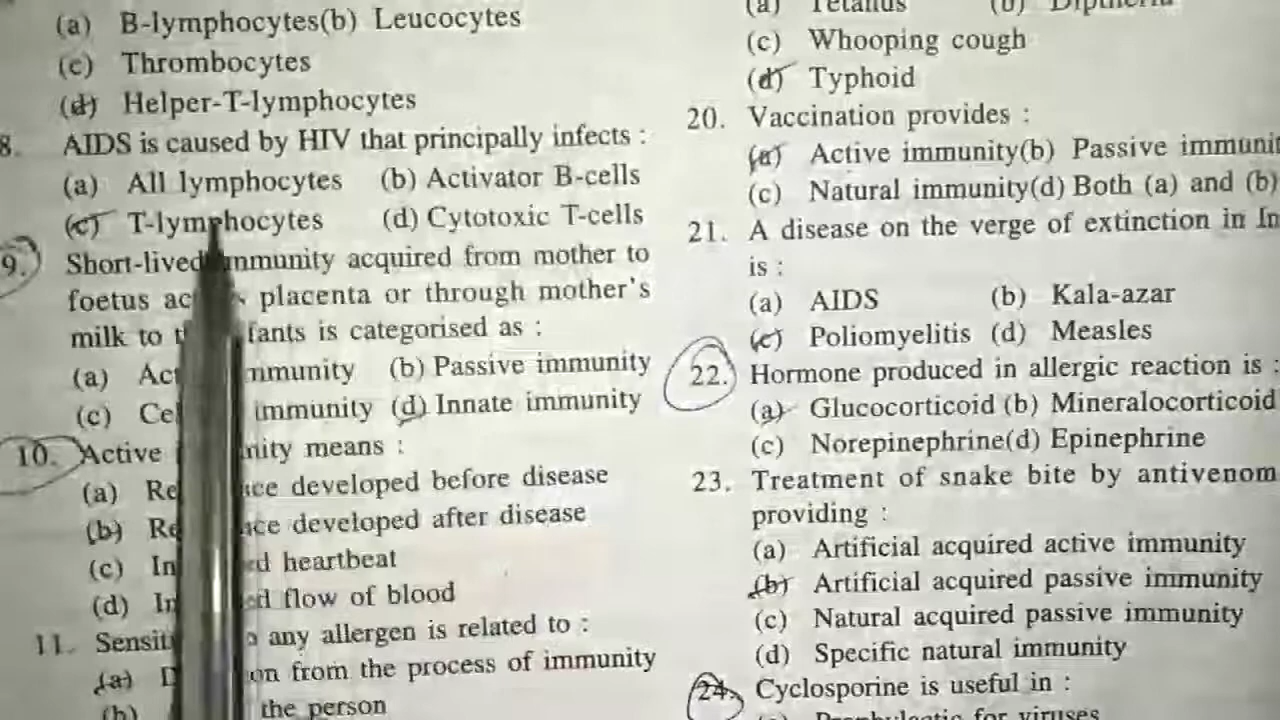 (a) B-lymphocytes(b) Leucocytes
(c) Thrombocytes
(d) Helper-T-lymphocytes
8. AIDS is caused by HIV that principally infects :
(a) All lymphocytes (b) Activator B-cells
(c) T-lymphocytes (d) Cytotoxic T-cells
9. Short-lived immunity acquired from mother to
foetus placenta or through mother's
milk to is categorised as :
(a) (b) Passive immunity
(c) immunity (d) Innate immunity
10. Active means :
(a) developed before disease
(b) developed after disease
(c) heartbeat
(d) flow of blood
11. any allergen is related to :
(a) from the process of immunity
(b) the person
(a) Tetanus (b)
(c) Whooping cough
(d) Typhoid
20. Vaccination provides :
(a) Active immunity(b) Passive
(c) Natural immunity(d) Both (a) and (b)
21. A disease on the verge of extinction in
is :
(a) AIDS (b) Kala-azar
(c) Poliomyelitis (d) Measles
22. Hormone produced in allergic reaction is :
(a) Glucocorticoid (b) Mineralocorticoid
(c) Norepinephrine(d) Epinephrine
23. Treatment of snake bite by antivenom
providing :
(a) Artificial acquired active immunity
(b) Artificial acquired passive immunity
(c) Natural acquired passive immunity
(d) Specific natural immunity
24. Cyclosporine is useful in :
(a) Prophylactic for viruses